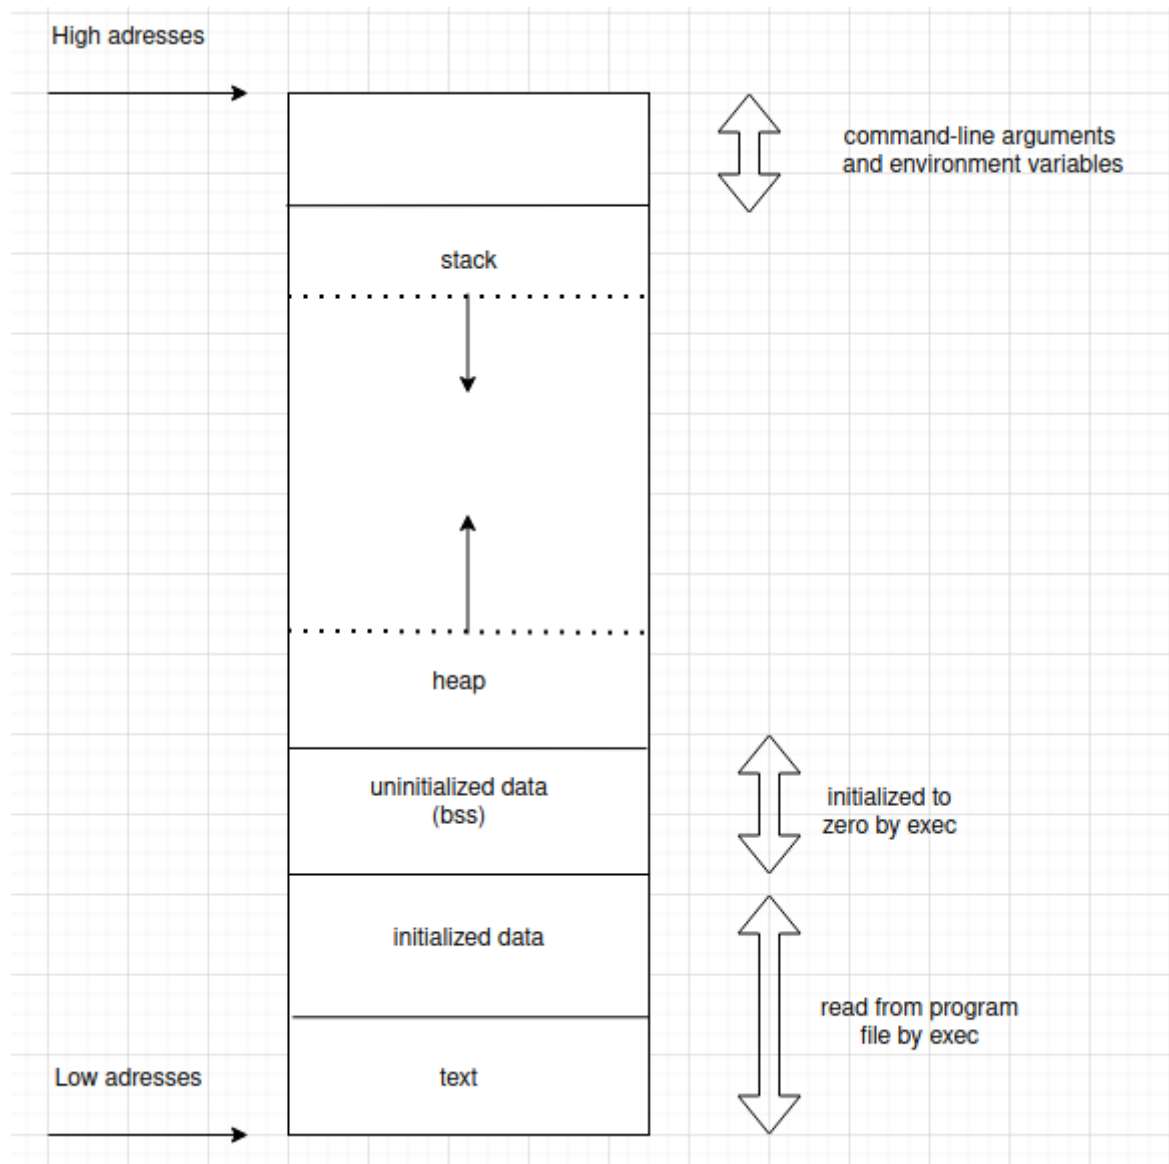 High adresses
command-line arguments
and environment variables
stack
heap
uninitialized data
(bss)
initialized to
zero by exec
initialized data
read from program
file by exec
Low adresses
text